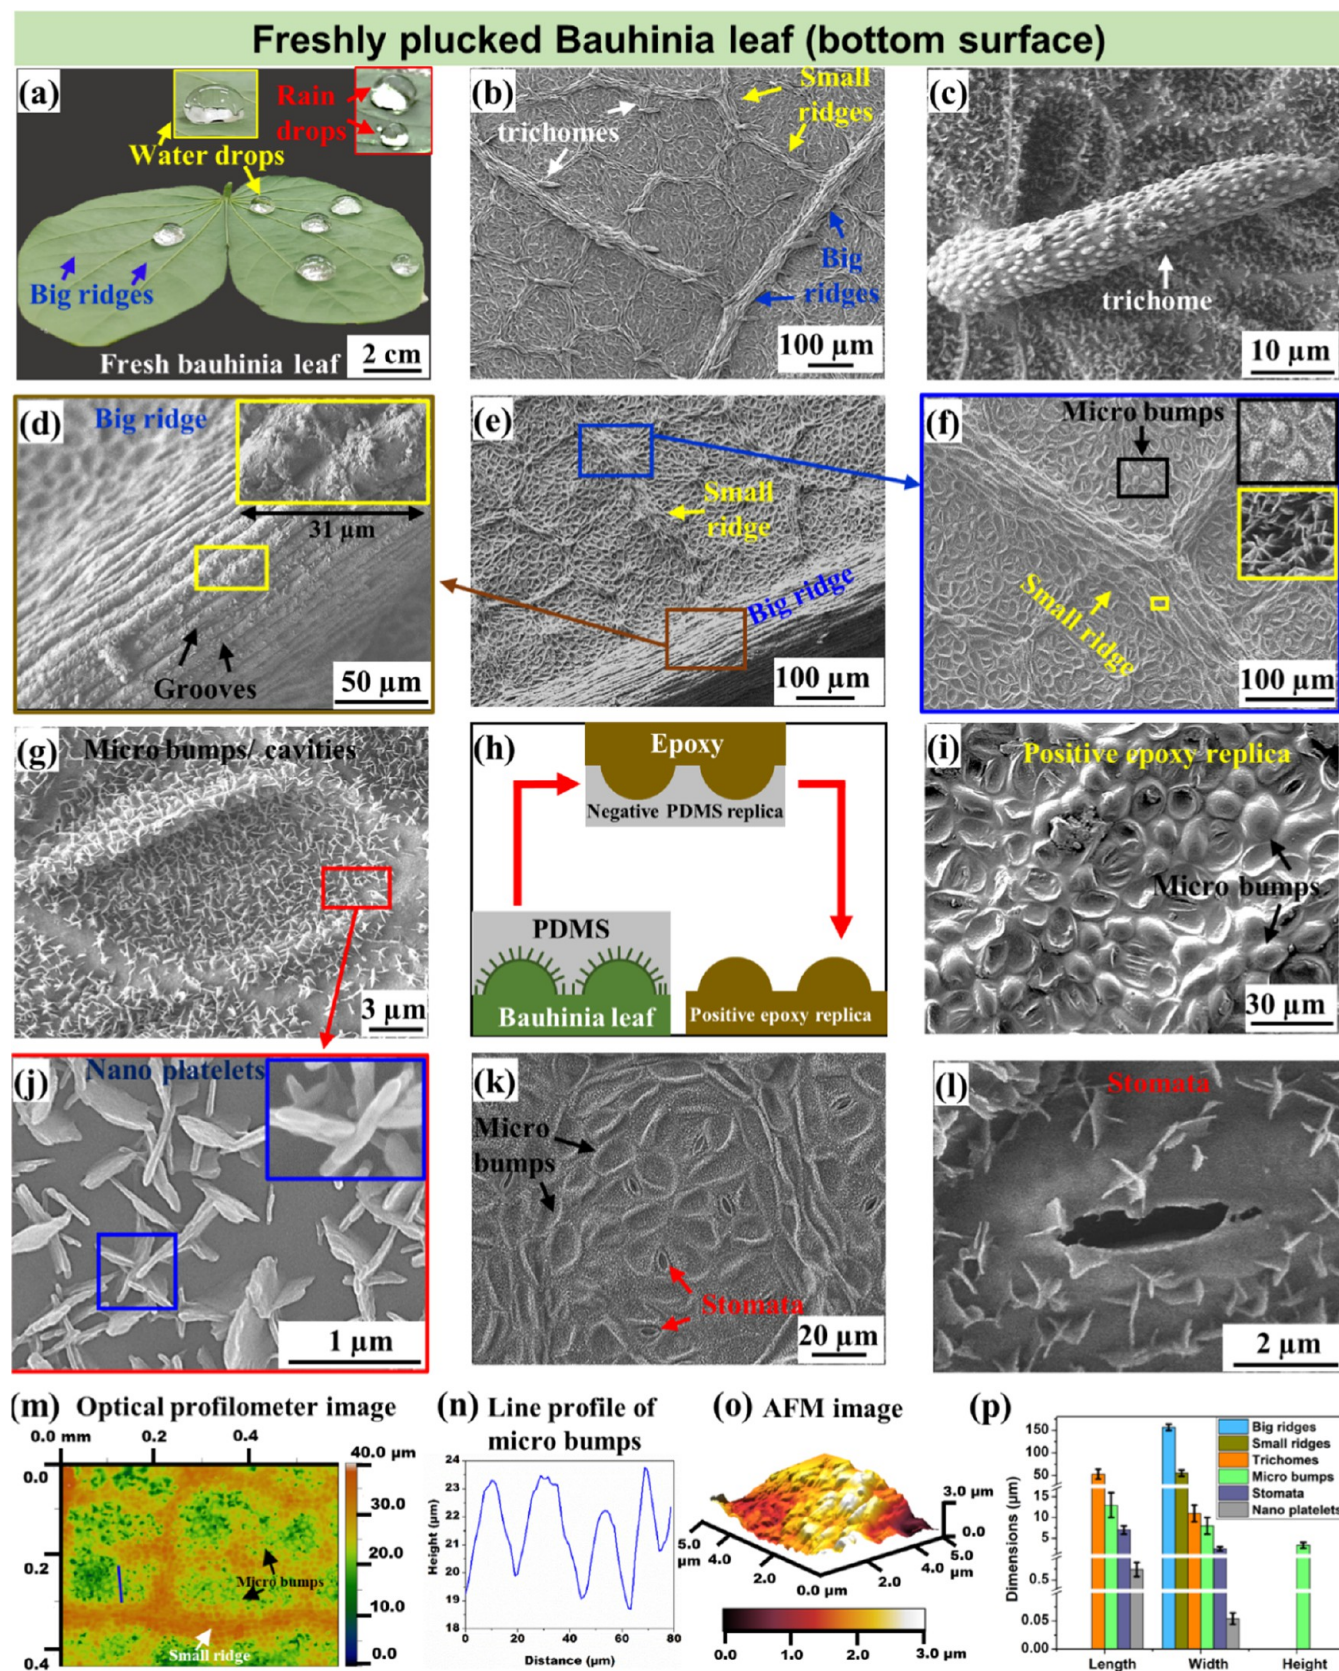 Freshly plucked Bauhinia leaf (bottom surface)
(a)
Rain
drops
Water drops
Big ridges
Fresh bauhinia leaf
2 cm
(b)
Small
ridges
trichomes
Big
ridges
100 μm
(c)
trichome
10 μm
(d)
Big ridge
31 μm
Grooves
50 μm
(e)
Small
ridge
Big ridge
100 μm
(f)
Micro bumps
Small ridge
100 μm
(g)
Micro bumps/ cavities
3 μm
(h)
Epoxy
Negative PDMS replica
PDMS
Bauhinia leaf
Positive epoxy replica
(i)
Positive epoxy replica
Micro bumps
30 μm
(j)
Nano platelets
1 μm
(k)
Micro
bumps
Stomata
20 μm
(l)
Stomata
2 μm
(m) Optical profilometer image
0.0 mm 0.2 0.4
0.0
0.2
0.3
0.4
Micro bumps
Small ridge
40.0 μm
30.0
20.0
10.0
0.0
(n) Line profile of
micro bumps
Height (μm)
24
23
22
21
20
19
18
0 20 40 60 80
Distance (μm)
(o) AFM image
3.0 μm
0.0
5.0
μm
4.0
2.0
0.0 μm
2.0
4.0
5.0
μm
0.0 1.0 2.0 3.0 μm
(p)
Dimensions (μm)
150
100
50
15
10
5
0.5
0.05
0.00
Big ridges
Small ridges
Trichomes
Micro bumps
Stomata
Nano platelets
Length Width Height